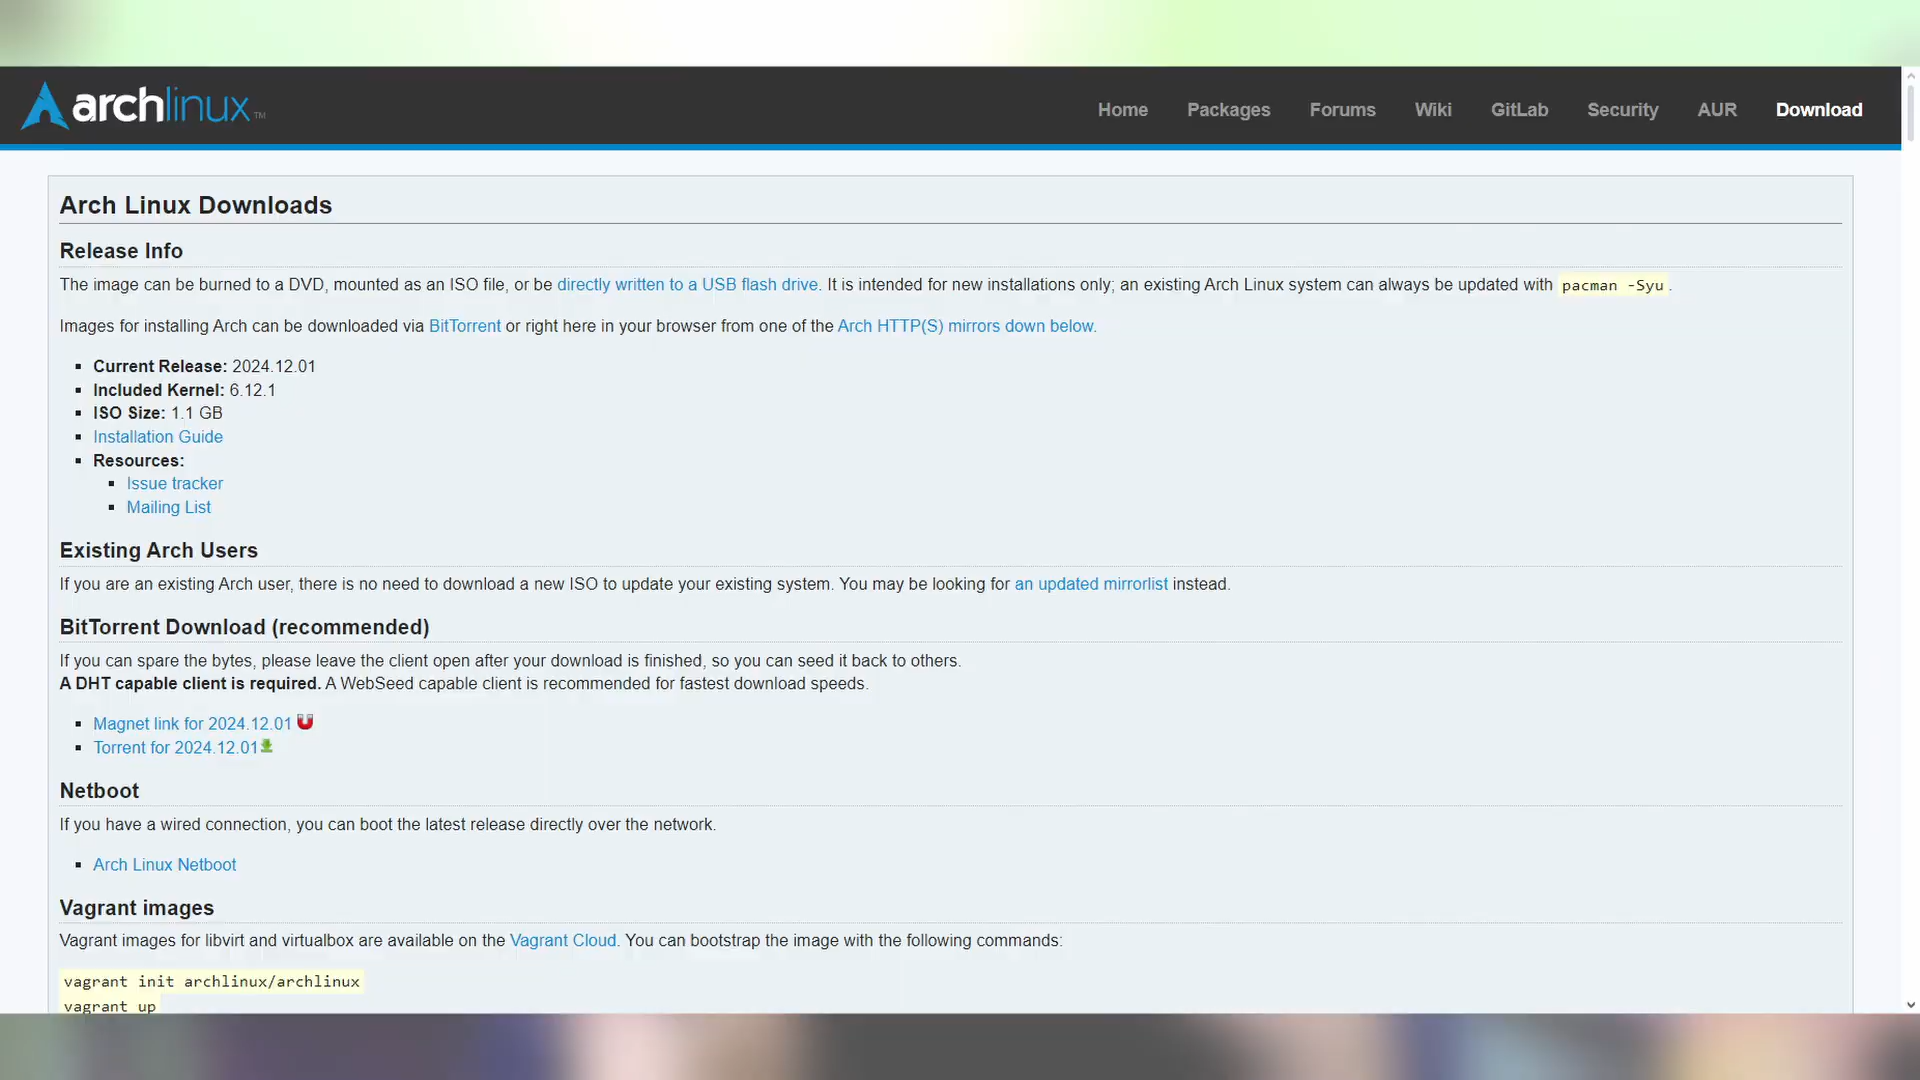 archlinux™
Home Packages Forums Wiki GitLab Security AUR Download
Arch Linux Downloads
Release Info
The image can be burned to a DVD, mounted as an ISO file, or be directly written to a USB flash drive. It is intended for new installations only; an existing Arch Linux system can always be updated with pacman -Syu .
Images for installing Arch can be downloaded via BitTorrent or right here in your browser from one of the Arch HTTP(S) mirrors down below.
Current Release: 2024.12.01
Included Kernel: 6.12.1
ISO Size: 1.1 GB
Installation Guide
Resources:
Issue tracker
Mailing List
Existing Arch Users
If you are an existing Arch user, there is no need to download a new ISO to update your existing system. You may be looking for an updated mirrorlist instead.
BitTorrent Download (recommended)
If you can spare the bytes, please leave the client open after your download is finished, so you can seed it back to others.
A DHT capable client is required. A WebSeed capable client is recommended for fastest download speeds.
Magnet link for 2024.12.01
Torrent for 2024.12.01
Netboot
If you have a wired connection, you can boot the latest release directly over the network.
Arch Linux Netboot
Vagrant images
Vagrant images for libvirt and virtualbox are available on the Vagrant Cloud. You can bootstrap the image with the following commands:
vagrant init archlinux/archlinux
vagrant up